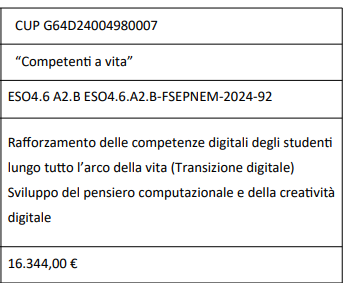 CUP G64D24004980007
“Competenti a vita”
ESO4.6 A2.B ESO4.6.A2.B-FSEPNEM-2024-92
Rafforzamento delle competenze digitali degli studenti
lungo tutto l’arco della vita (Transizione digitale)
Sviluppo del pensiero computazionale e della creatività
digitale
16.344,00 €